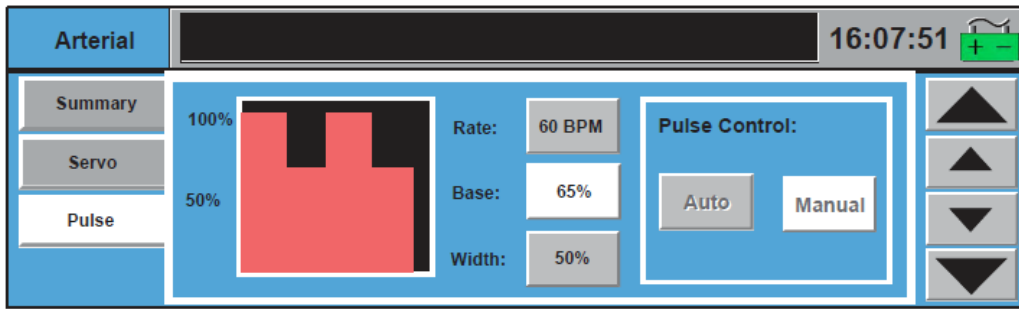 Arterial
16:07:51
+ −
Summary
Servo
Pulse
100%
50%
Rate: 60 BPM
Base: 65%
Width: 50%
Pulse Control:
Auto Manual